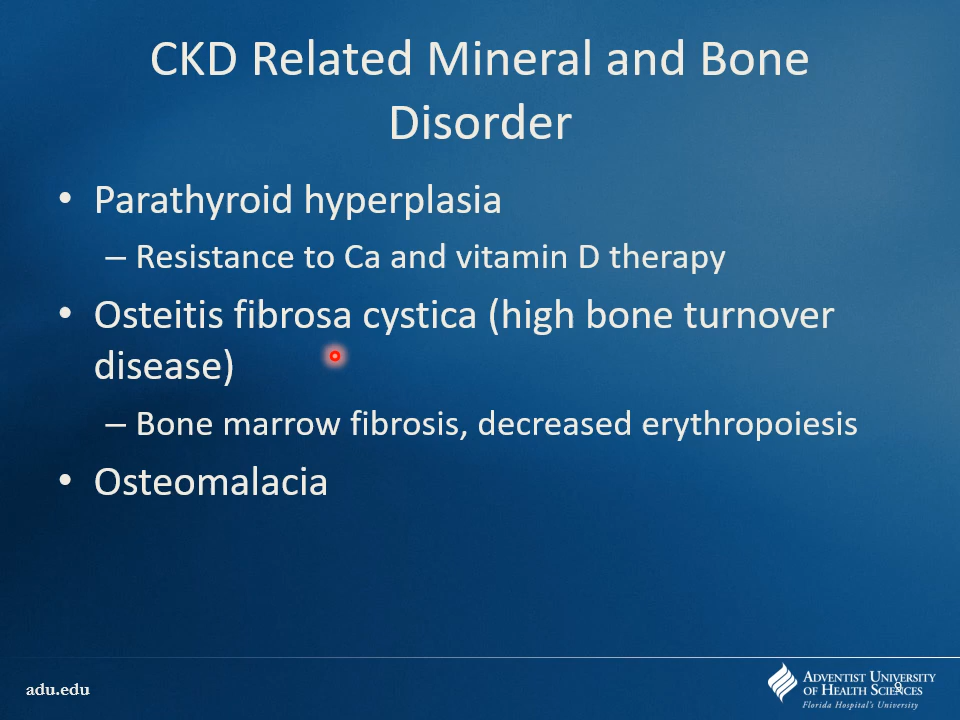 CKD Related Mineral and Bone
Disorder
• Parathyroid hyperplasia
– Resistance to Ca and vitamin D therapy
• Osteitis fibrosa cystica (high bone turnover
disease)
– Bone marrow fibrosis, decreased erythropoiesis
• Osteomalacia
adu.edu
ADVENTIST UNIVERSITY
OF HEALTH SCIENCES
Florida Hospital's University
9